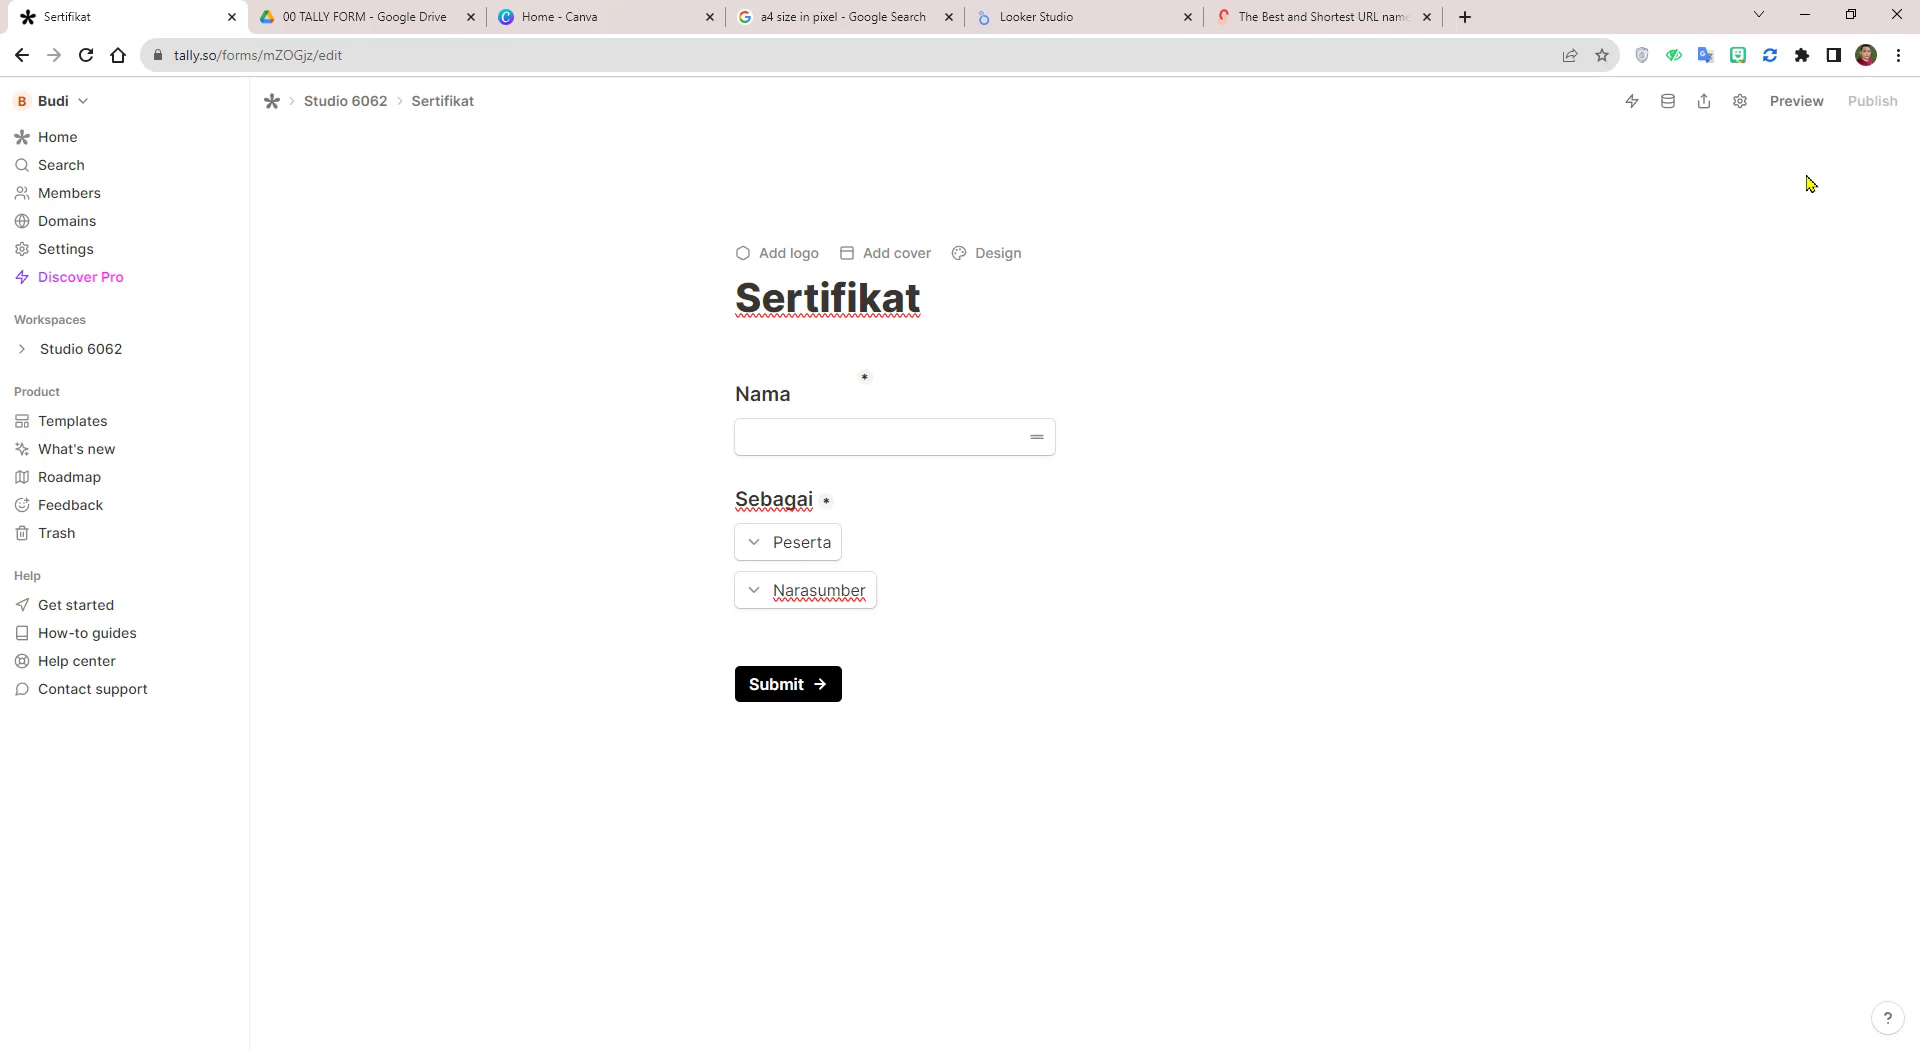 Sertifikat
00 TALLY FORM - Google Drive
Home - Canva
a4 size in pixel - Google Search
Looker Studio
The Best and Shortest URL name
tally.so/forms/mZOGjz/edit
B Budi
Studio 6062
Sertifikat
Preview
Publish
Home
Search
Members
Domains
Settings
Discover Pro
Workspaces
Studio 6062
Product
Templates
What's new
Roadmap
Feedback
Trash
Help
Get started
How-to guides
Help center
Contact support
Add logo
Add cover
Design
Sertifikat
Nama *
Sebagai *
Peserta
Narasumber
Submit →
?